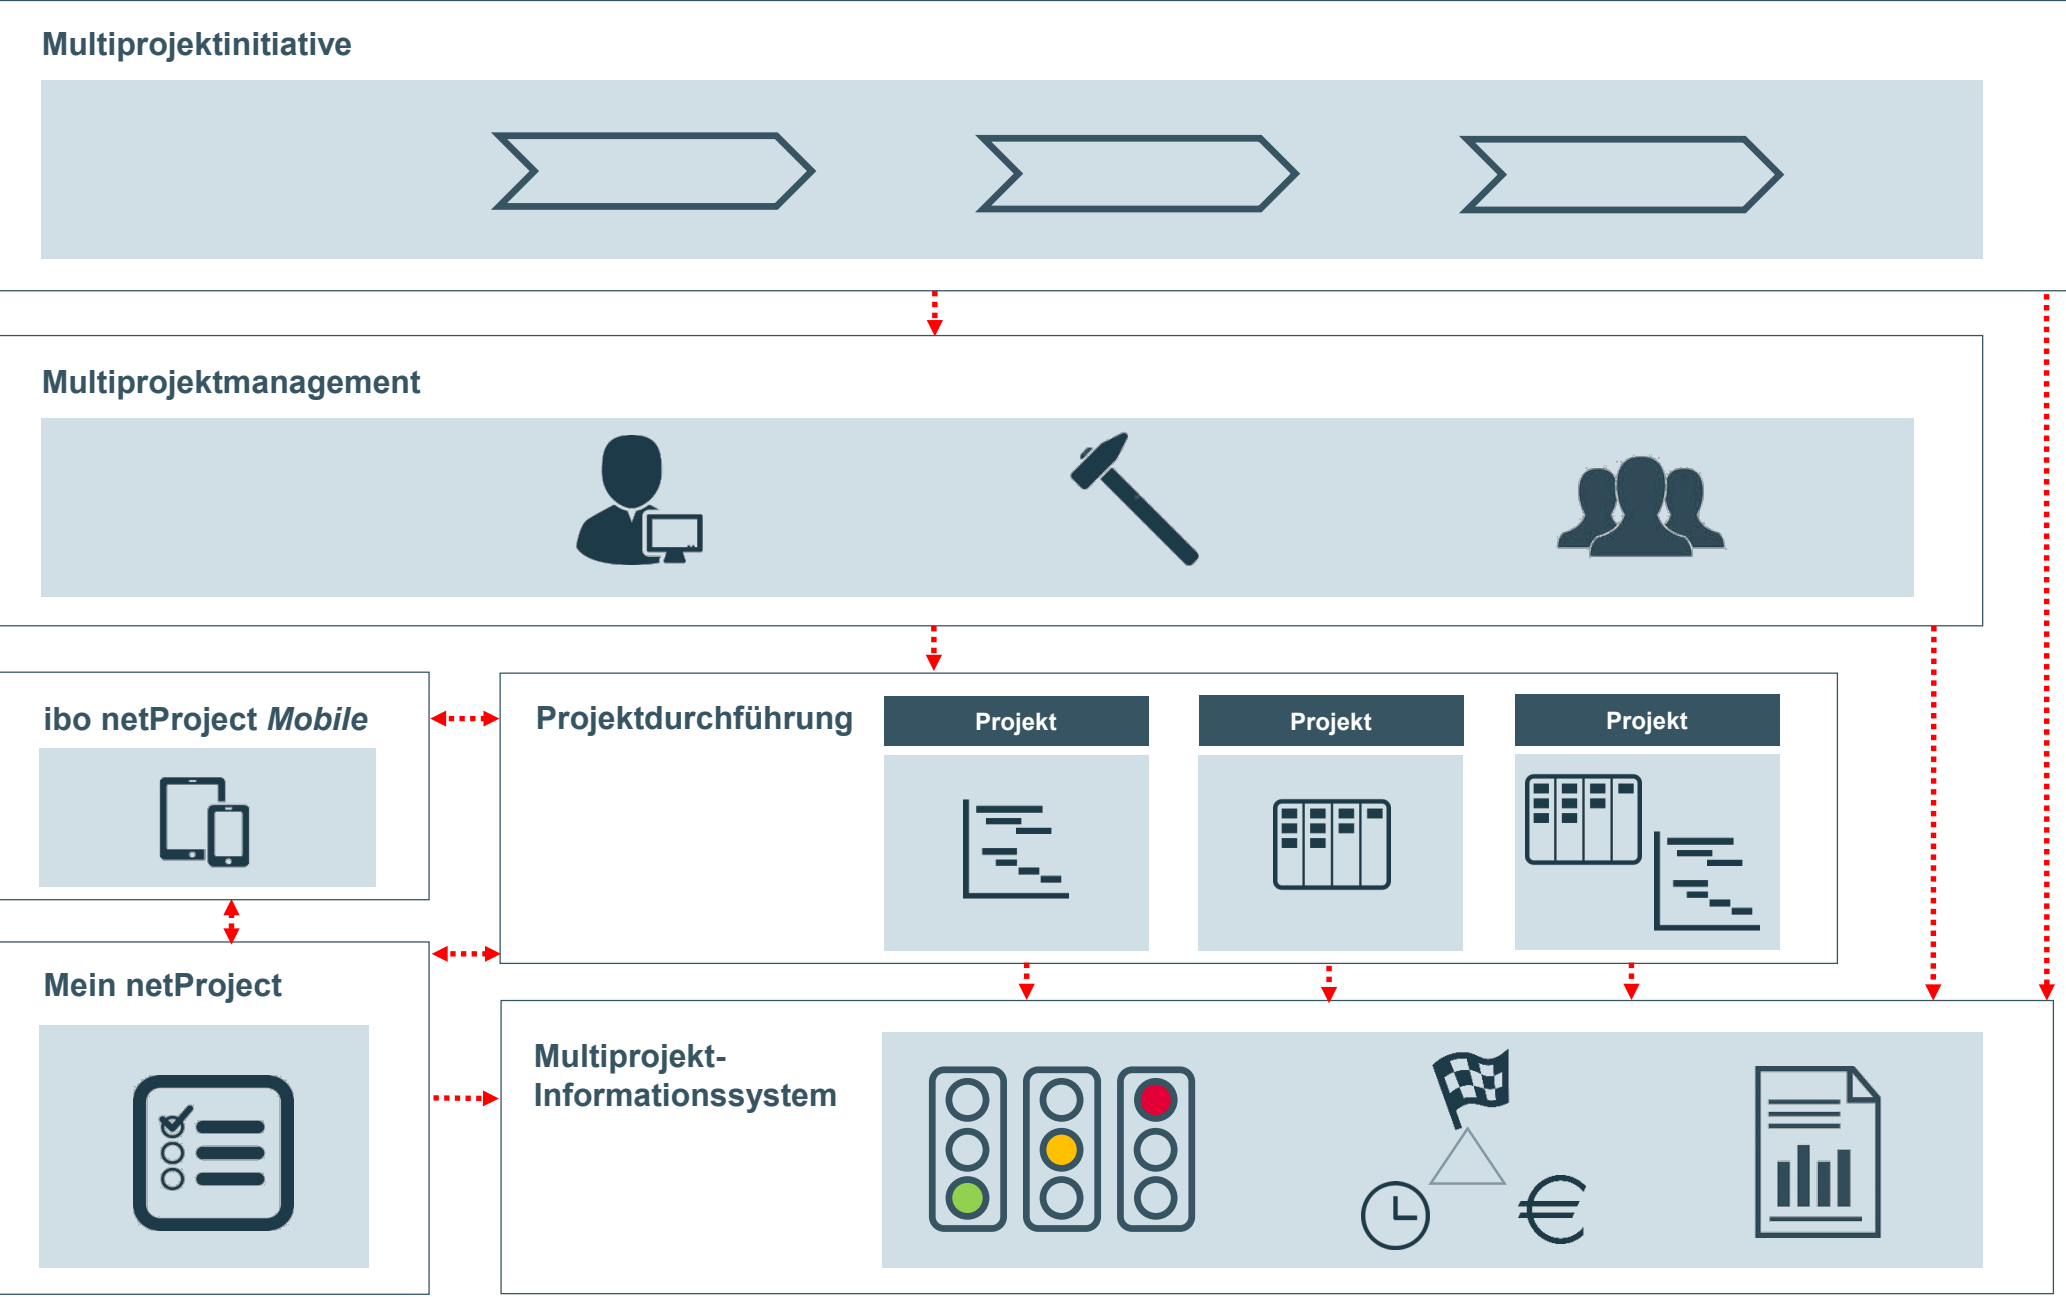 Multiprojektinitiative
Multiprojektmanagement
ibo netProject Mobile
Projektdurchführung
Projekt
Projekt
Projekt
Mein netProject
Multiprojekt-
Informationssystem